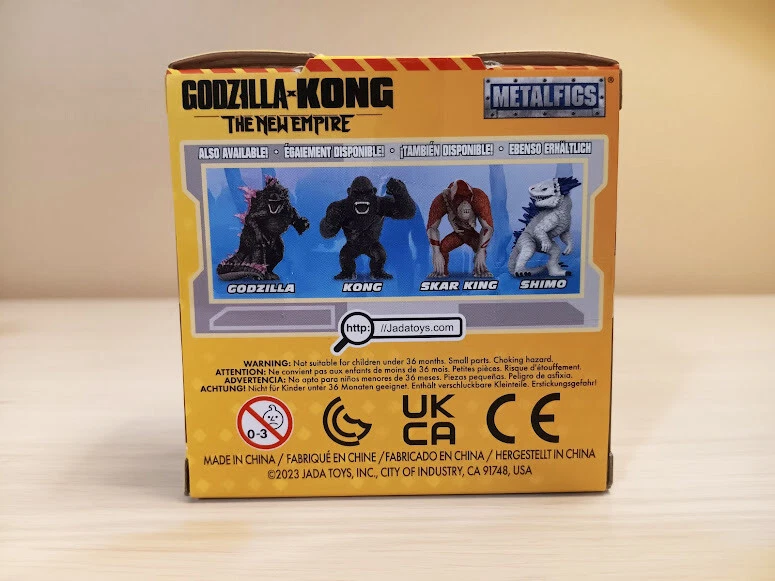 GODZILLA × KONG
THE NEW EMPIRE
METALFIGS®
ALSO AVAILABLE! • ÉGAIEMENT DISPONIBLE! • ¡TAMBIÉN DISPONIBLE! • EBENSO ERHÄLTLICH
GODZILLA KONG SKAR KING SHIMO
http: //Jadatoys.com
WARNING: Not suitable for children under 36 months. Small parts. Choking hazard.
ATTENTION: Ne convient pas aux enfants de moins de 36 mois. Petites pièces. Risque d'étouffement.
ADVERTENCIA: No apto para niños menores de 36 meses. Piezas pequeñas. Peligro de asfixia.
ACHTUNG! Nicht für Kinder unter 36 Monaten geeignet. Enthält verschluckbare Kleinteile. Erstickungsgefahr!
0-3
UK
CA
CE
MADE IN CHINA / FABRIQUÉ EN CHINE / FABRICADO EN CHINA / HERGESTELLT IN CHINA
©2023 JADA TOYS, INC., CITY OF INDUSTRY, CA 91748, USA